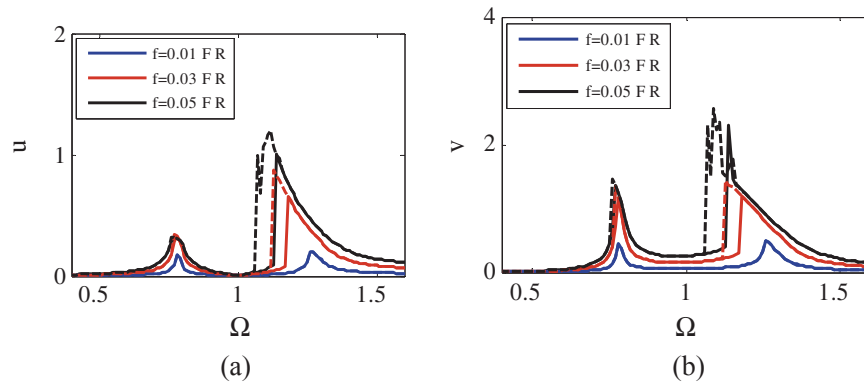 2
f=0.01 F R
f=0.03 F R
f=0.05 F R
u
1
0
0.5
1
1.5
Ω
(a)
4
f=0.01 F R
f=0.03 F R
f=0.05 F R
v
2
0
0.5
1
1.5
Ω
(b)